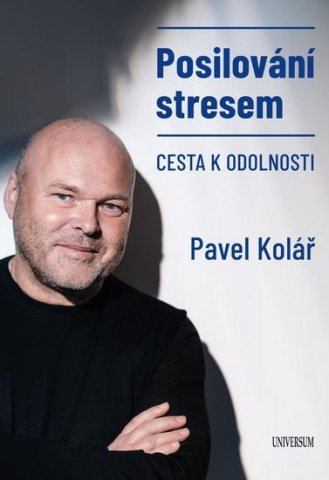 Posilování
stresem
CESTA K ODOLNOSTI
Pavel Kolář
UNIVERSUM